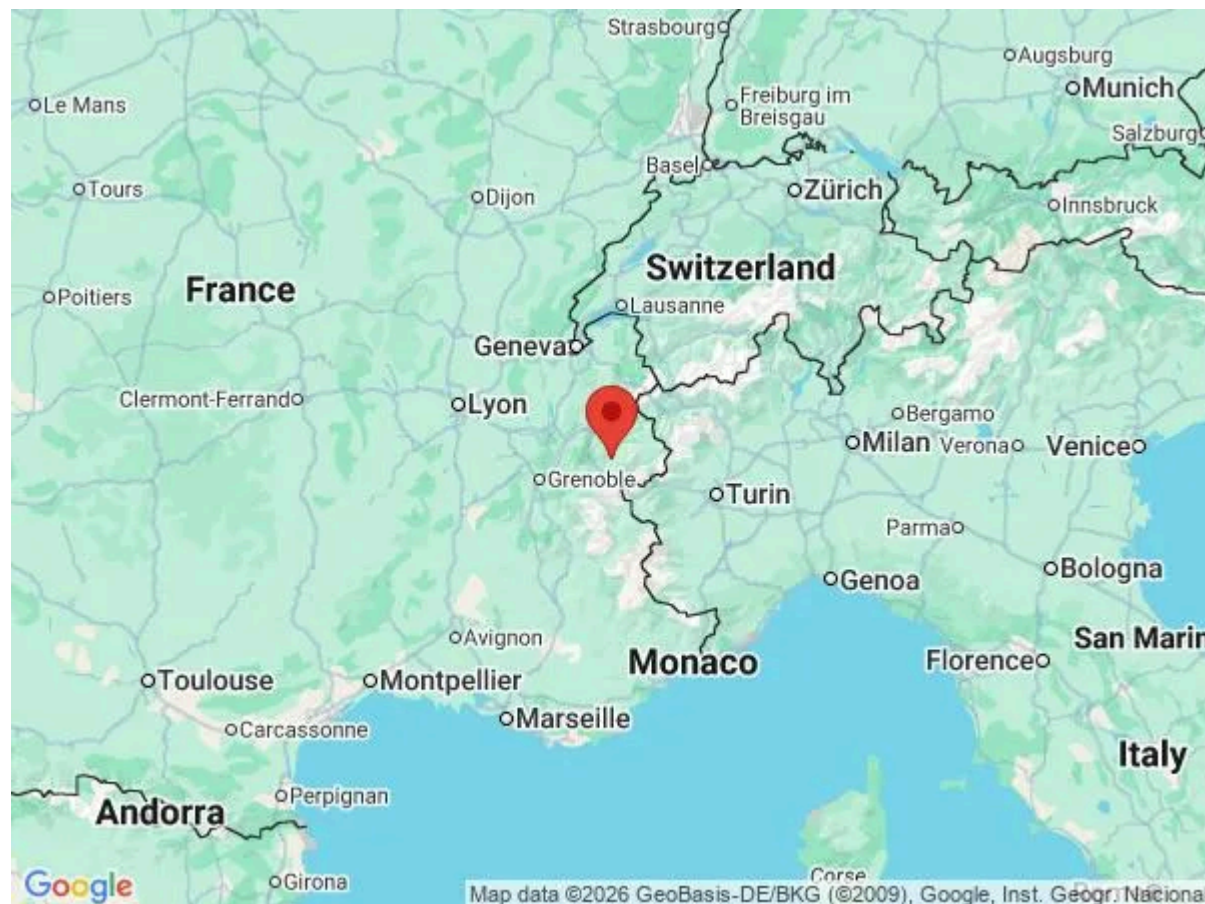 Strasbourg
Augsburg
Munich
Le Mans
Freiburg im
Breisgau
Salzburg
Basel
Tours
Dijon
Zürich
Innsbruck
France
Switzerland
Poitiers
Lausanne
Geneva
Clermont-Ferrand
Lyon
Bergamo
Milan
Verona
Venice
Grenoble
Turin
Parma
Bologna
Genoa
Avignon
San Marin
Monaco
Florence
Toulouse
Montpellier
Marseille
Carcassonne
Italy
Perpignan
Andorra
Corse
Girona
Google
Map data ©2026 GeoBasis-DE/BKG (©2009), Google, Inst. Geogr. Nacional